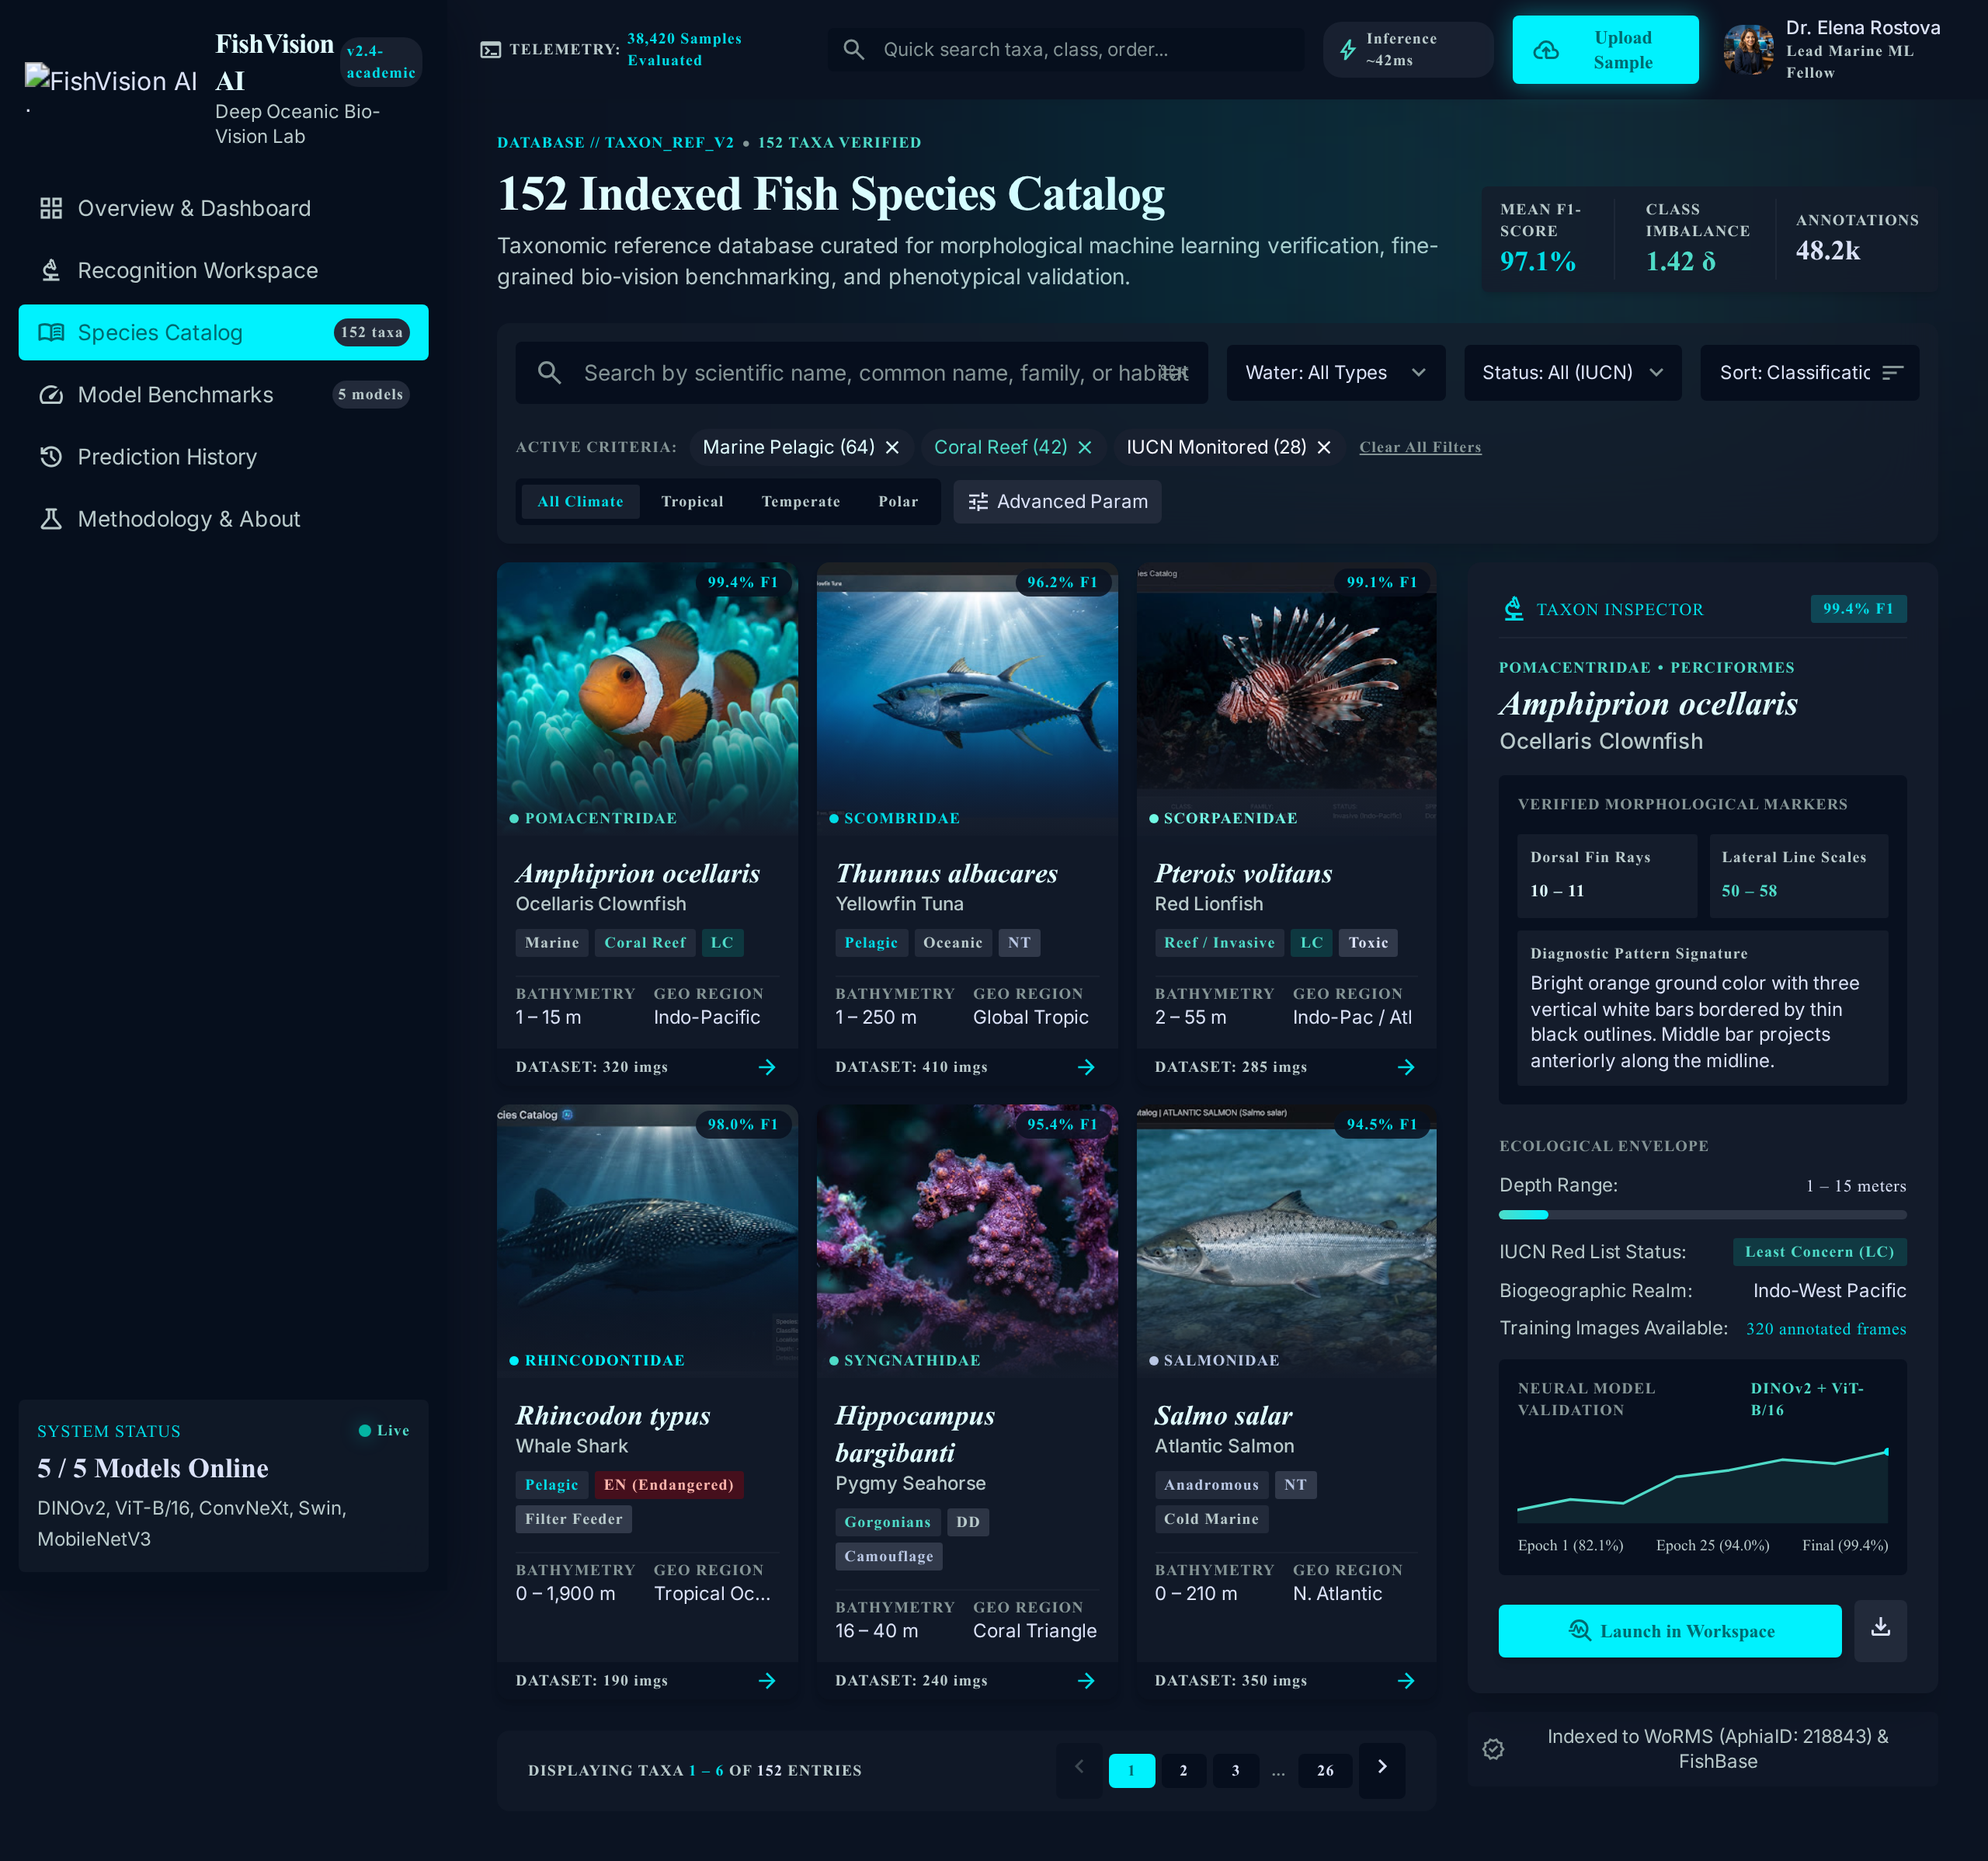 FishVision AI
FishVision
AI
v2.4-
academic
Deep Oceanic Bio-
Vision Lab
Overview & Dashboard
Recognition Workspace
Species Catalog
152 taxa
Model Benchmarks
5 models
Prediction History
Methodology & About
SYSTEM STATUS
Live
5 / 5 Models Online
DINOv2, ViT-B/16, ConvNeXt, Swin,
MobileNetV3
TELEMETRY:
38,420 Samples
Evaluated
Quick search taxa, class, order...
Inference
~42ms
Upload
Sample
Dr. Elena Rostova
Lead Marine ML
Fellow
DATABASE // TAXON_REF_V2 • 152 TAXA VERIFIED
152 Indexed Fish Species Catalog
Taxonomic reference database curated for morphological machine learning verification, fine-
grained bio-vision benchmarking, and phenotypical validation.
MEAN F1-
SCORE
97.1%
CLASS
IMBALANCE
1.42 δ
ANNOTATIONS
48.2k
Search by scientific name, common name, family, or habitat
Water: All Types
Status: All (IUCN)
Sort: Classificatic
ACTIVE CRITERIA:
Marine Pelagic (64)
Coral Reef (42)
IUCN Monitored (28)
Clear All Filters
All Climate
Tropical
Temperate
Polar
Advanced Param
99.4% F1
POMACENTRIDAE
Amphiprion ocellaris
Ocellaris Clownfish
Marine
Coral Reef
LC
BATHYMETRY
GEO REGION
1 – 15 m
Indo-Pacific
DATASET: 320 imgs
96.2% F1
SCOMBRIDAE
Thunnus albacares
Yellowfin Tuna
Pelagic
Oceanic
NT
BATHYMETRY
GEO REGION
1 – 250 m
Global Tropic
DATASET: 410 imgs
ies Catalog
99.1% F1
SCORPAENIDAE
Pterois volitans
Red Lionfish
Reef / Invasive
LC
Toxic
BATHYMETRY
GEO REGION
2 – 55 m
Indo-Pac / Atl
DATASET: 285 imgs
cies Catalog
98.0% F1
RHINCODONTIDAE
Rhincodon typus
Whale Shark
Pelagic
EN (Endangered)
Filter Feeder
BATHYMETRY
GEO REGION
0 – 1,900 m
Tropical Oc...
DATASET: 190 imgs
95.4% F1
SYNGNATHIDAE
Hippocampus
bargibanti
Pygmy Seahorse
Gorgonians
DD
Camouflage
BATHYMETRY
GEO REGION
16 – 40 m
Coral Triangle
DATASET: 240 imgs
atalog | ATLANTIC SALMON (Salmo salar)
94.5% F1
SALMONIDAE
Salmo salar
Atlantic Salmon
Anadromous
NT
Cold Marine
BATHYMETRY
GEO REGION
0 – 210 m
N. Atlantic
DATASET: 350 imgs
DISPLAYING TAXA 1 – 6 OF 152 ENTRIES
1
2
3
...
26
TAXON INSPECTOR
99.4% F1
POMACENTRIDAE • PERCIFORMES
Amphiprion ocellaris
Ocellaris Clownfish
VERIFIED MORPHOLOGICAL MARKERS
Dorsal Fin Rays
10 – 11
Lateral Line Scales
50 – 58
Diagnostic Pattern Signature
Bright orange ground color with three
vertical white bars bordered by thin
black outlines. Middle bar projects
anteriorly along the midline.
ECOLOGICAL ENVELOPE
Depth Range:
1 – 15 meters
IUCN Red List Status:
Least Concern (LC)
Biogeographic Realm:
Indo-West Pacific
Training Images Available:
320 annotated frames
NEURAL MODEL
VALIDATION
DINOv2 + ViT-
B/16
Epoch 1 (82.1%)
Epoch 25 (94.0%)
Final (99.4%)
Launch in Workspace
Indexed to WoRMS (AphiaID: 218843) &
FishBase